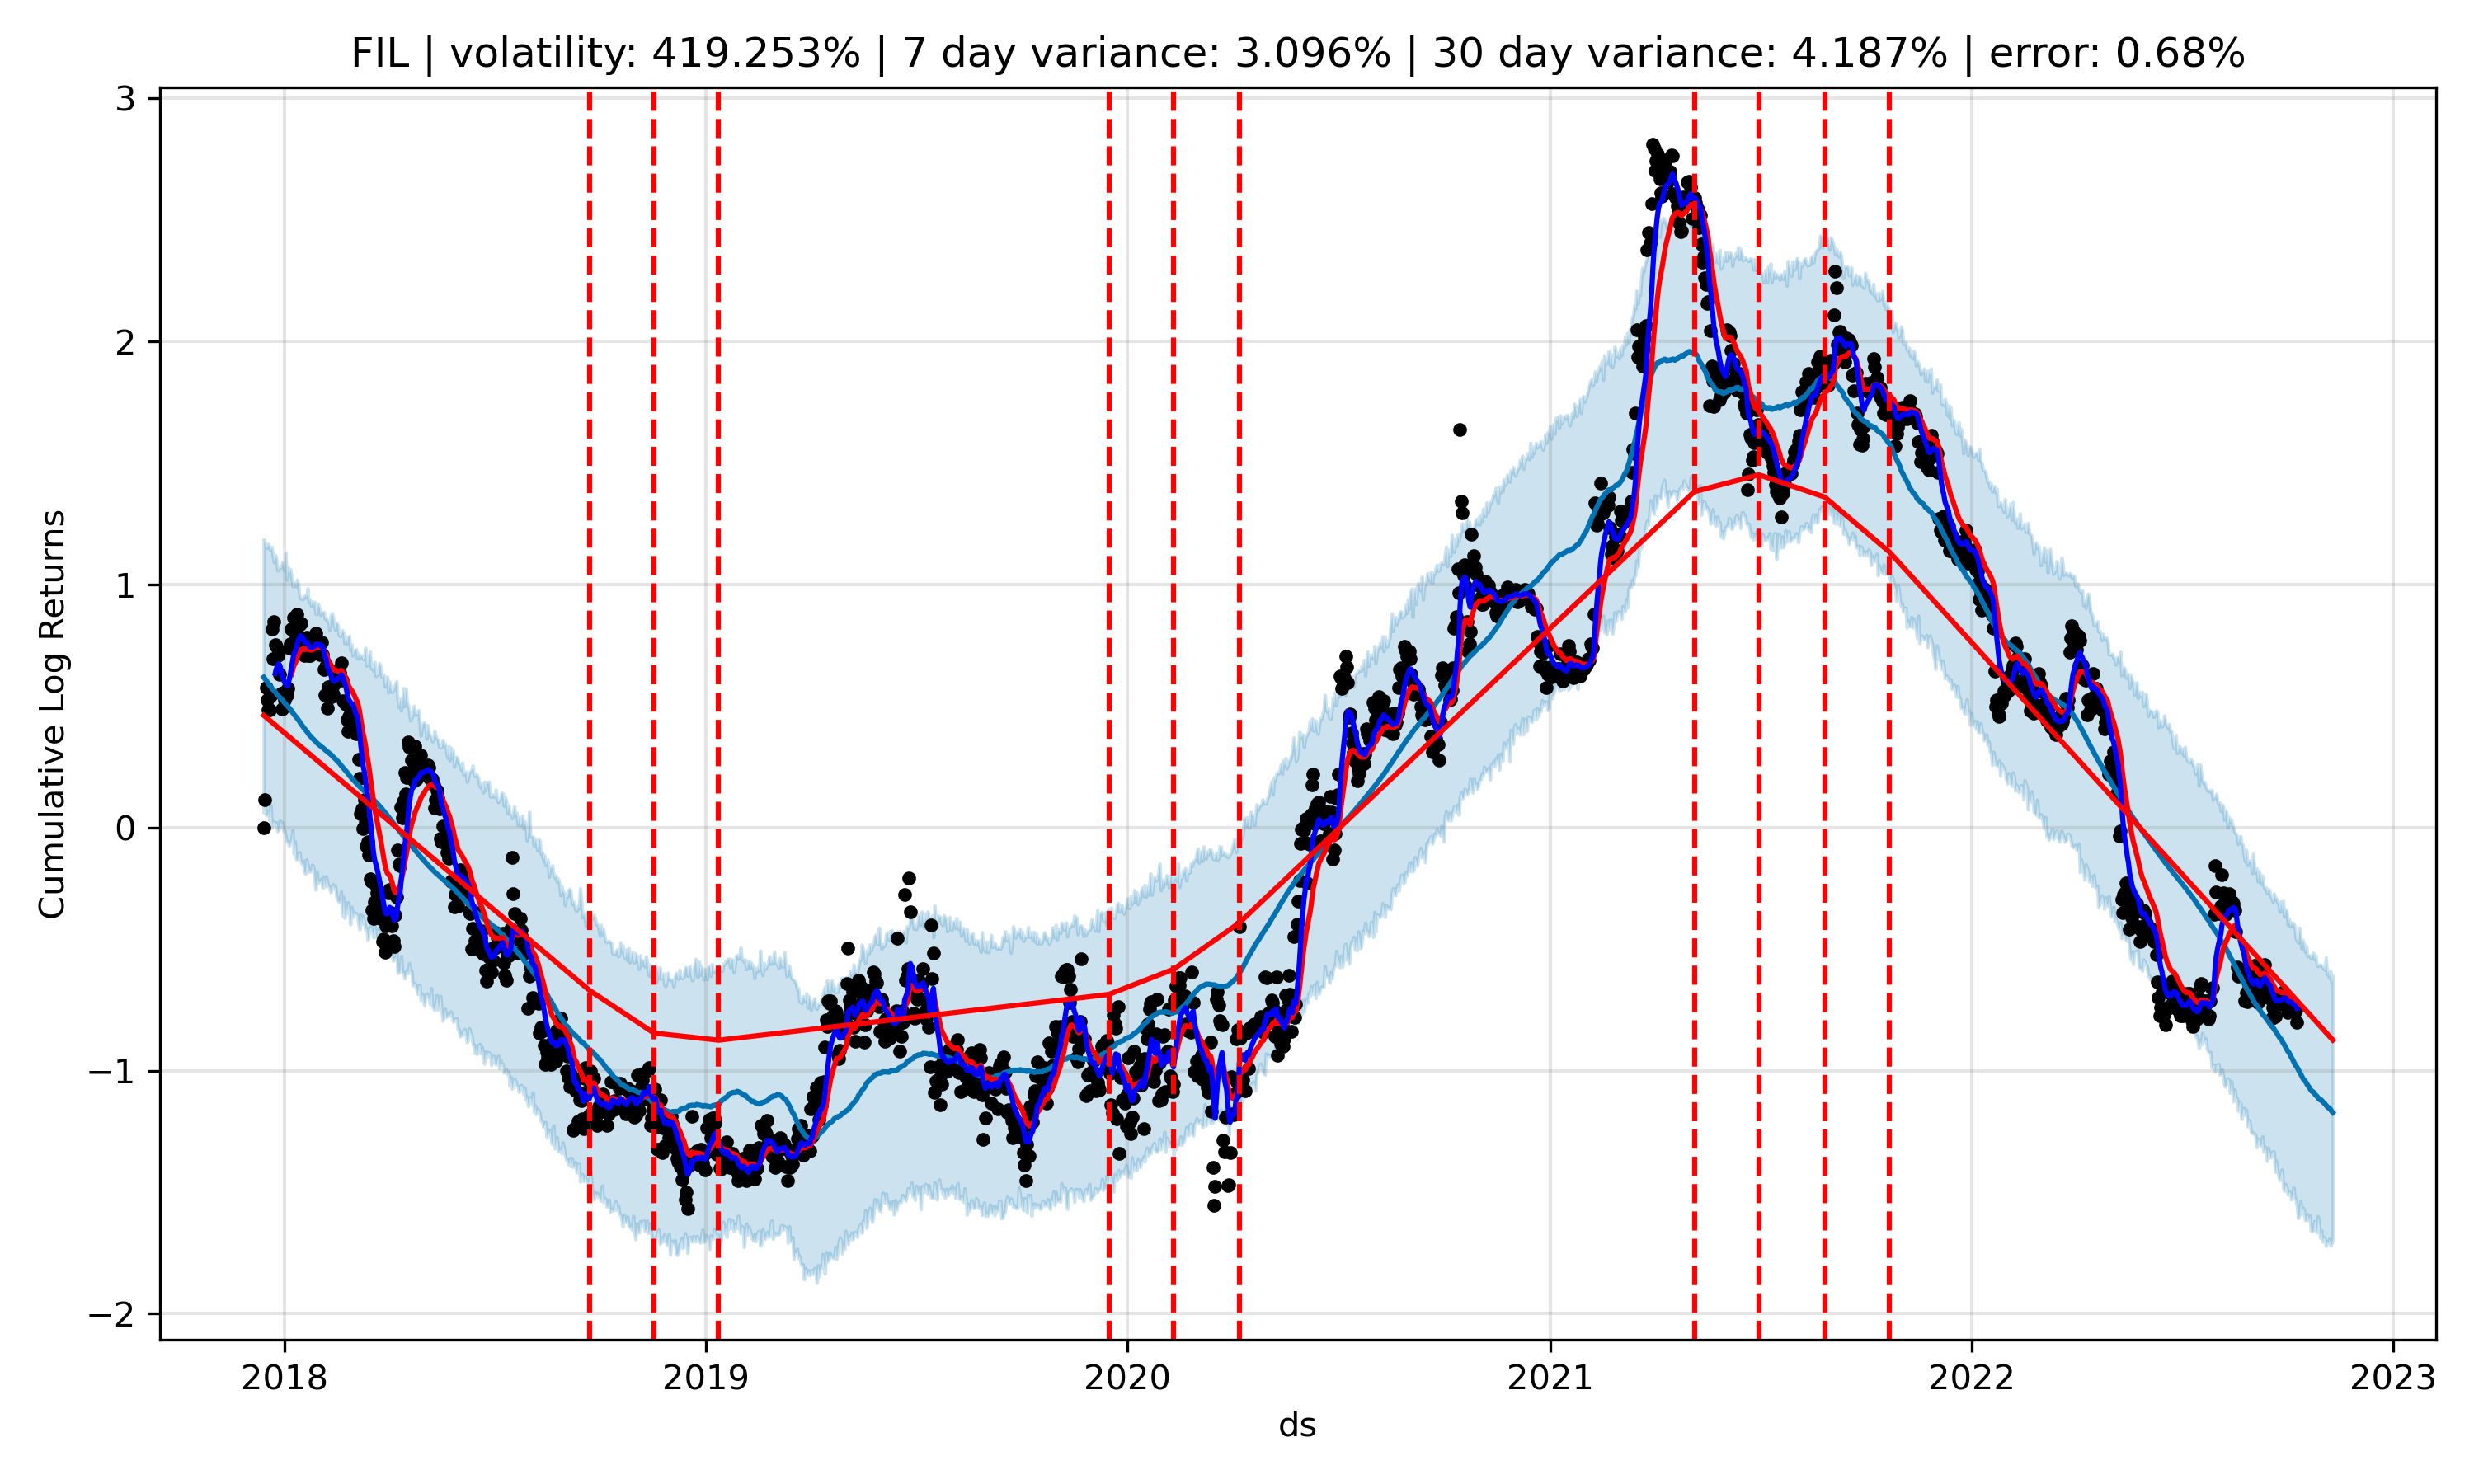 FIL | volatility: 419.253% | 7 day variance: 3.096% | 30 day variance: 4.187% | error: 0.68%
Cumulative Log Returns
3
2
1
0
−1
−2
2018 2019 2020 2021 2022 2023
ds